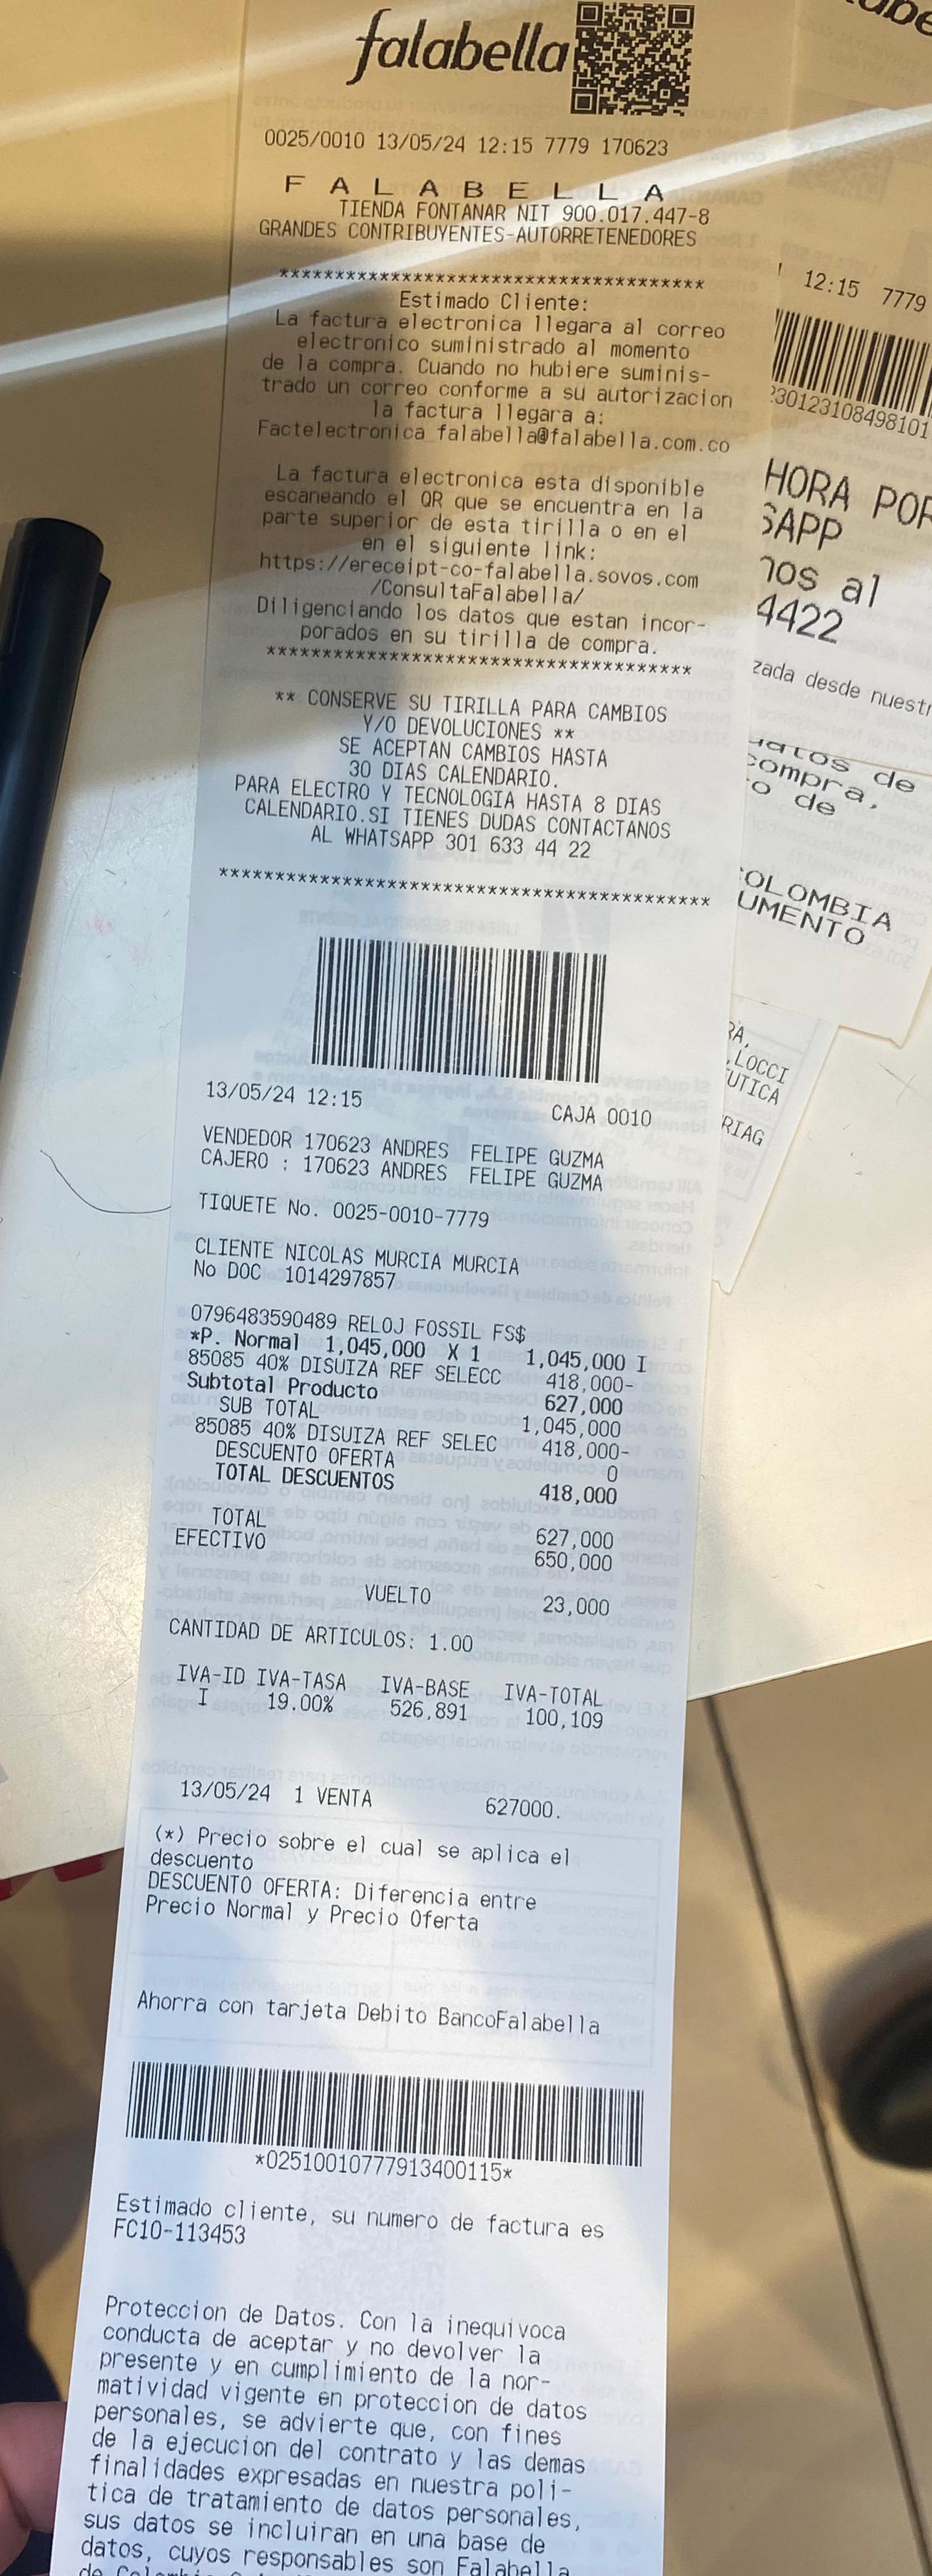 falabella
0025/0010 13/05/24 12:15 7779 170623
F A L A B E L L A
TIENDA FONTANAR NIT 900.017.447-8
GRANDES CONTRIBUYENTES-AUTORRETENEDORES
**************************************
Estimado Cliente:
La factura electronica llegara al correo
electronico suministrado al momento
de la compra. Cuando no hubiere suminis-
trado un correo conforme a su autorizacion
la factura llegara a:
Factelectronica_falabella@falabella.com.co
La factura electronica esta disponible
escaneando el QR que se encuentra en la
parte superior de esta tirilla o en el
en el siguiente link:
https://ereceipt-co-falabella.sovos.com
/ConsultaFalabella/
Diligenciando los datos que estan incor-
porados en su tirilla de compra.
**************************************
** CONSERVE SU TIRILLA PARA CAMBIOS
Y/O DEVOLUCIONES **
SE ACEPTAN CAMBIOS HASTA
30 DIAS CALENDARIO.
PARA ELECTRO Y TECNOLOGIA HASTA 8 DIAS
CALENDARIO.SI TIENES DUDAS CONTACTANOS
AL WHATSAPP 301 633 44 22
********************************************
13/05/24 12:15 CAJA 0010
VENDEDOR 170623 ANDRES FELIPE GUZMA
CAJERO : 170623 ANDRES FELIPE GUZMA
TIQUETE No. 0025-0010-7779
CLIENTE NICOLAS MURCIA MURCIA
No DOC 1014297857
0796483590489 RELOJ FOSSIL FS$
*P. Normal 1,045,000 X 1 1,045,000 I
85085 40% DISUIZA REF SELECC 418,000-
Subtotal Producto 627,000
SUB TOTAL 1,045,000
85085 40% DISUIZA REF SELEC 418,000-
DESCUENTO OFERTA 0
TOTAL DESCUENTOS 418,000
TOTAL 627,000
EFECTIVO 650,000
VUELTO 23,000
CANTIDAD DE ARTICULOS: 1.00
IVA-ID IVA-TASA IVA-BASE IVA-TOTAL
I 19.00% 526,891 100,109
13/05/24 1 VENTA 627000.
(*) Precio sobre el cual se aplica el
descuento
DESCUENTO OFERTA: Diferencia entre
Precio Normal y Precio Oferta
Ahorra con tarjeta Debito BancoFalabella
*02510010777913400115*
Estimado cliente, su numero de factura es
FC10-113453
Proteccion de Datos. Con la inequivoca
conducta de aceptar y no devolver la
presente y en cumplimiento de la nor-
matividad vigente en proteccion de datos
personales, se advierte que, con fines
de la ejecucion del contrato y las demas
finalidades expresadas en nuestra poli-
tica de tratamiento de datos personales,
sus datos se incluiran en una base de
datos, cuyos responsables son Falabella
12:15 7779
230123108498101
HORA POR
SAPP
nos al
4422
zada desde nuestr
datos de
compra.
o de
COLOMBIA
UMENTO
RA,
,LOCCI
UTICA
RIAG